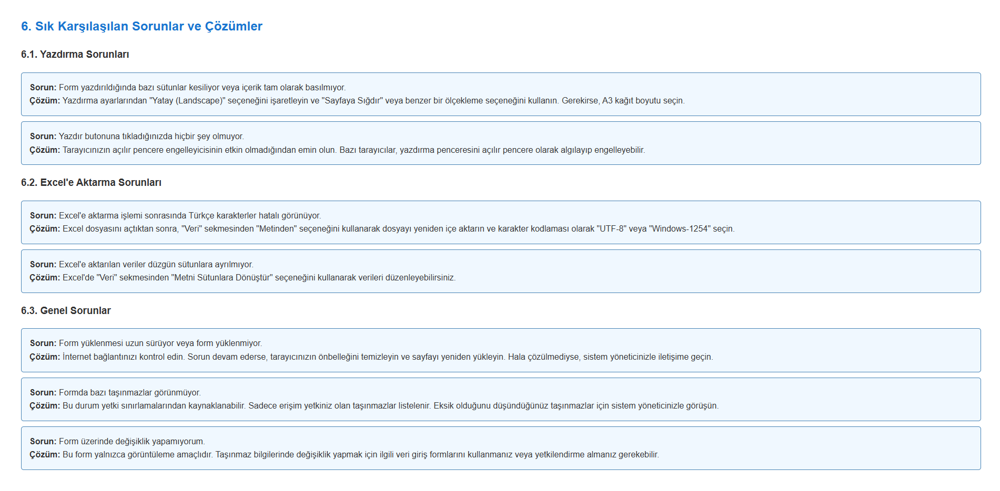 6. Sık Karşılaşılan Sorunlar ve Çözümler
6.1. Yazdırma Sorunları
Sorun: Form yazdırıldığında bazı sütunlar kesiliyor veya içerik tam olarak basılmıyor.
Çözüm: Yazdırma ayarlarından "Yatay (Landscape)" seçeneğini işaretleyin ve "Sayfaya Sığdır" veya benzer bir ölçekleme seçeneğini kullanın. Gerekirse, A3 kağıt boyutu seçin.
Sorun: Yazdır butonuna tıkladığınızda hiçbir şey olmuyor.
Çözüm: Tarayıcınızın açılır pencere engelleyicisinin etkin olmadığından emin olun. Bazı tarayıcılar, yazdırma penceresini açılır pencere olarak algılayıp engelleyebilir.
6.2. Excel'e Aktarma Sorunları
Sorun: Excel'e aktarma işlemi sonrasında Türkçe karakterler hatalı görünüyor.
Çözüm: Excel dosyasını açtıktan sonra, "Veri" sekmesinden "Metinden" seçeneğini kullanarak dosyayı yeniden içe aktarın ve karakter kodlaması olarak "UTF-8" veya "Windows-1254" seçin.
Sorun: Excel'e aktarılan veriler düzgün sütunlara ayrılmıyor.
Çözüm: Excel'de "Veri" sekmesinden "Metni Sütunlara Dönüştür" seçeneğini kullanarak verileri düzenleyebilirsiniz.
6.3. Genel Sorunlar
Sorun: Form yüklenmesi uzun sürüyor veya form yüklenmiyor.
Çözüm: İnternet bağlantınızı kontrol edin. Sorun devam ederse, tarayıcınızın önbelleğini temizleyin ve sayfayı yeniden yükleyin. Hala çözülmediyse, sistem yöneticinizle iletişime geçin.
Sorun: Formda bazı taşınmazlar görünmüyor.
Çözüm: Bu durum yetki sınırlamalarından kaynaklanabilir. Sadece erişim yetkiniz olan taşınmazlar listelenir. Eksik olduğunu düşündüğünüz taşınmazlar için sistem yöneticinizle görüşün.
Sorun: Form üzerinde değişiklik yapamıyorum.
Çözüm: Bu form yalnızca görüntüleme amaçlıdır. Taşınmaz bilgilerinde değişiklik yapmak için ilgili veri giriş formlarını kullanmanız veya yetkilendirme almanız gerekebilir.